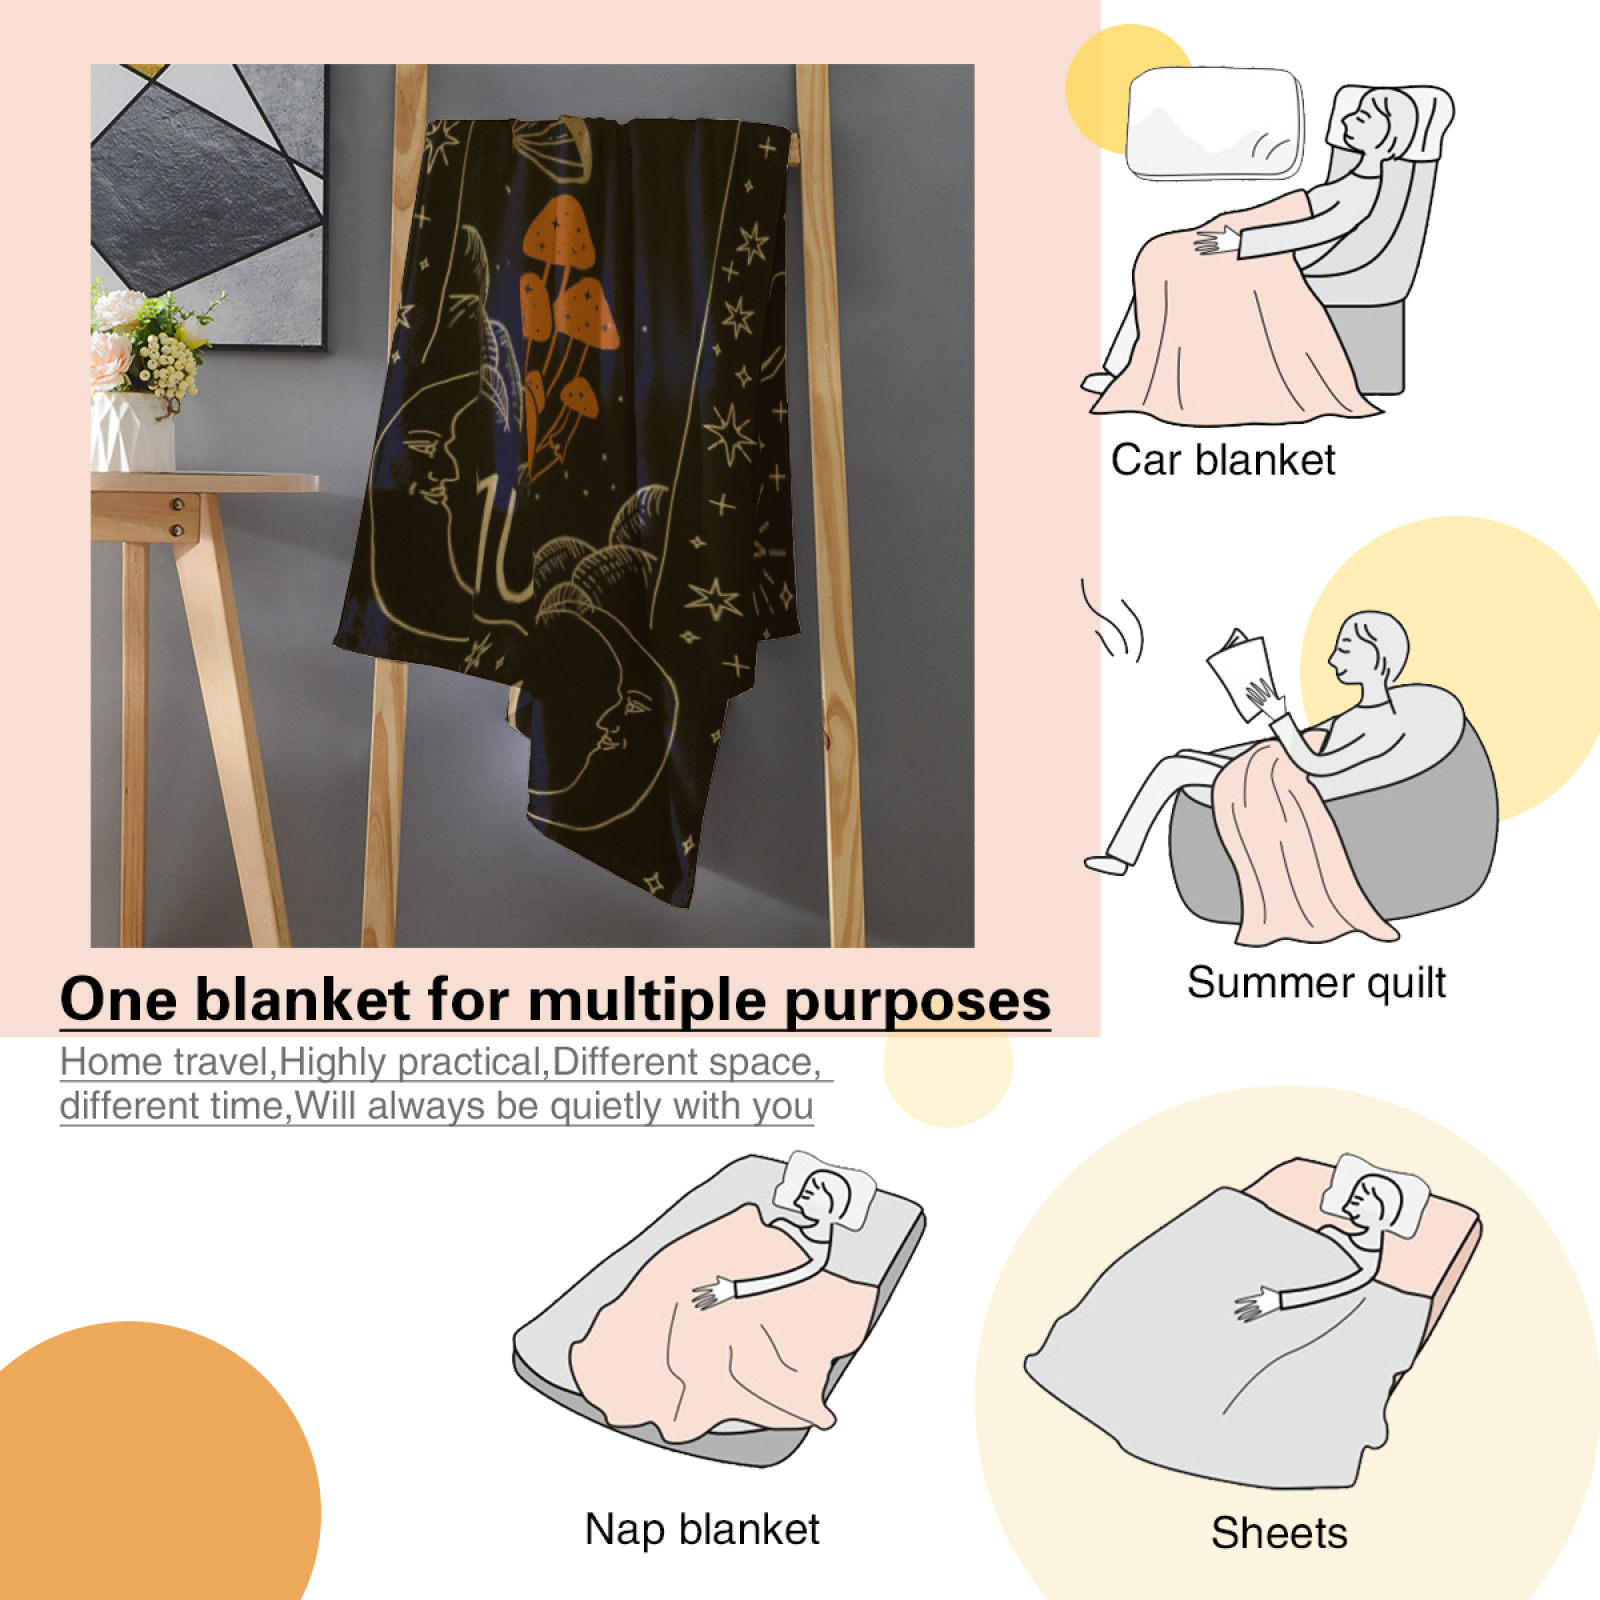 Car blanket
Summer quilt
One blanket for multiple purposes
Home travel,Highly practical,Different space,
different time,Will always be quietly with you
Nap blanket
Sheets